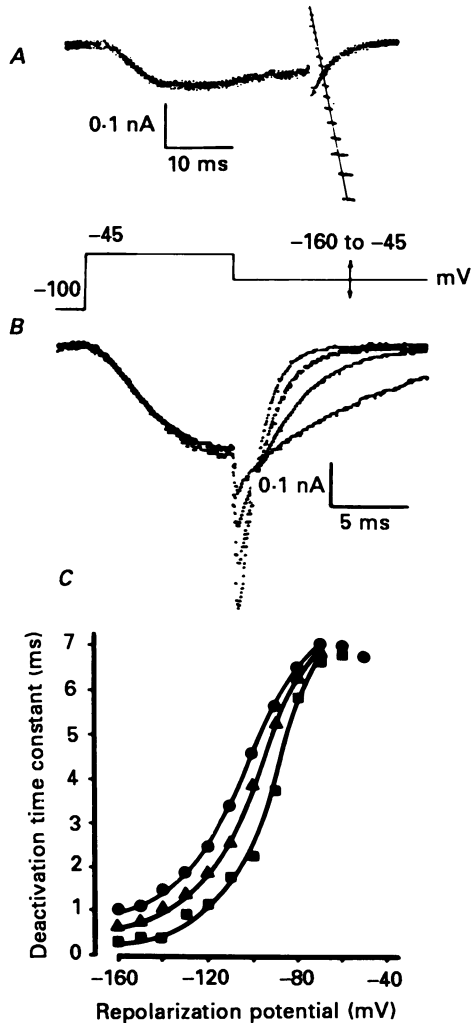 A
0·1 nA
10 ms
−45
−160 to −45
−100
mV
B
0·1 nA
5 ms
C
Deactivation time constant (ms)
7
6
5
4
3
2
1
0
−160
−120
−80
−40
Repolarization potential (mV)